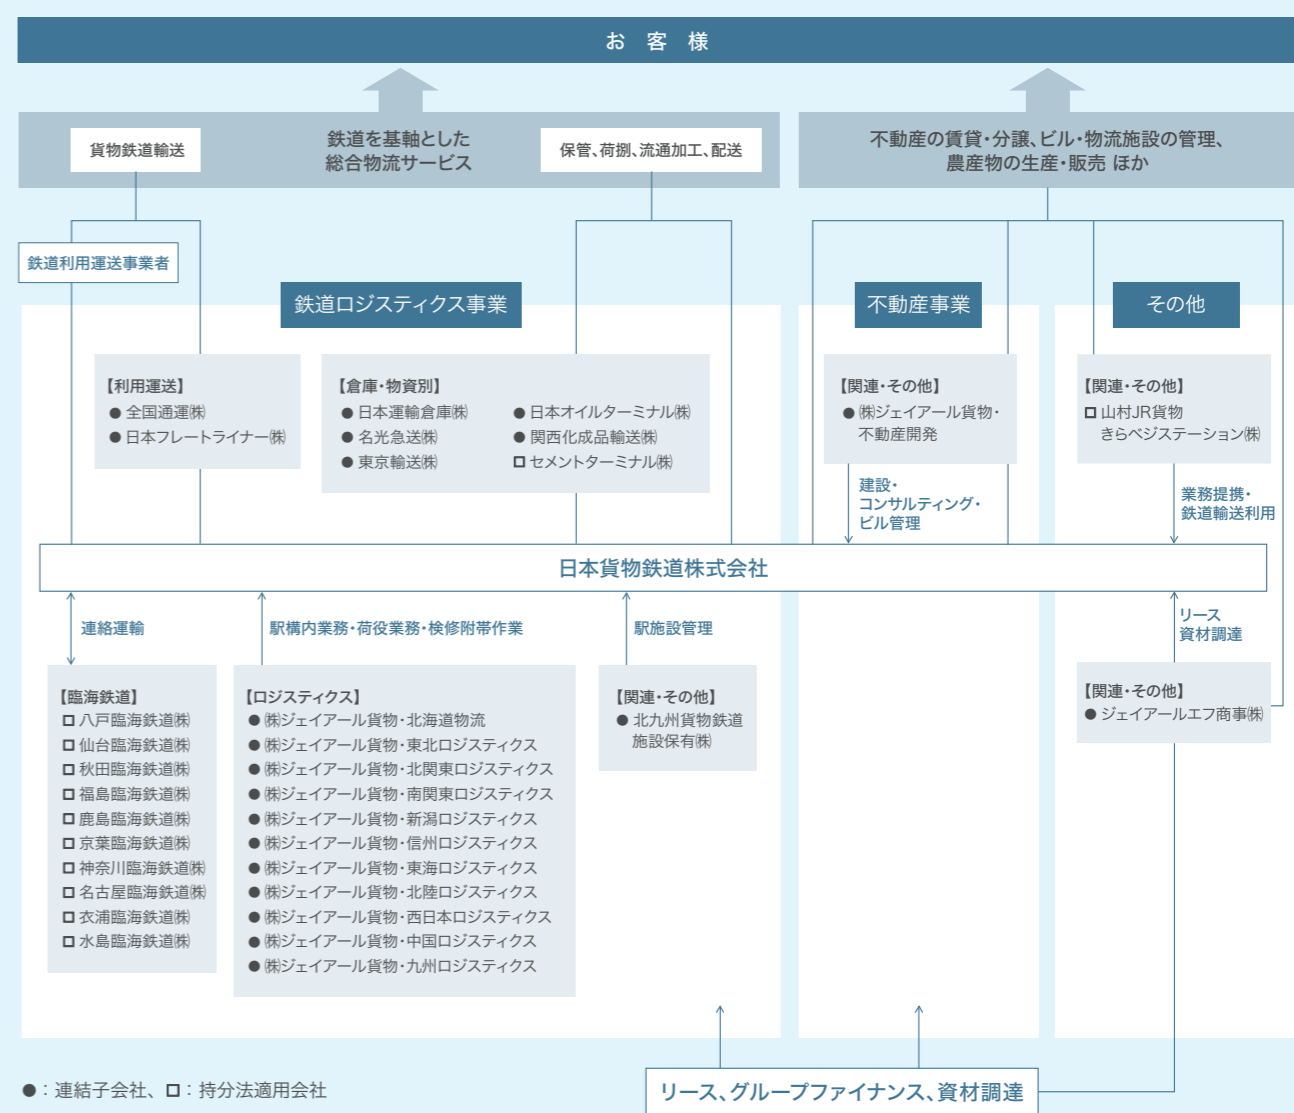 お客様
貨物鉄道輸送
鉄道を基軸とした
総合物流サービス
保管、荷捌、流通加工、配送
不動産の賃貸・分譲、ビル・物流施設の管理、
農産物の生産・販売 ほか
鉄道利用運送事業者
鉄道ロジスティクス事業
不動産事業
その他
【利用運送】
●全国通運㈱
●日本フレートライナー㈱
【倉庫・物資別】
●日本運輸倉庫㈱
●名光急送㈱
●東京輸送㈱
●日本オイルターミナル㈱
●関西化成品輸送㈱
□セメントターミナル㈱
【関連・その他】
●㈱ジェイアール貨物・
不動産開発
【関連・その他】
□山村JR貨物
きらベジステーション㈱
建設・
コンサルティング・
ビル管理
業務提携・
鉄道輸送利用
日本貨物鉄道株式会社
連絡運輸
駅構内業務・荷役業務・検修附帯作業
駅施設管理
リース
資材調達
【臨海鉄道】
□八戸臨海鉄道㈱
□仙台臨海鉄道㈱
□秋田臨海鉄道㈱
□福島臨海鉄道㈱
□鹿島臨海鉄道㈱
□京葉臨海鉄道㈱
□神奈川臨海鉄道㈱
□名古屋臨海鉄道㈱
□衣浦臨海鉄道㈱
□水島臨海鉄道㈱
【ロジスティクス】
●㈱ジェイアール貨物・北海道物流
●㈱ジェイアール貨物・東北ロジスティクス
●㈱ジェイアール貨物・北関東ロジスティクス
●㈱ジェイアール貨物・南関東ロジスティクス
●㈱ジェイアール貨物・新潟ロジスティクス
●㈱ジェイアール貨物・信州ロジスティクス
●㈱ジェイアール貨物・東海ロジスティクス
●㈱ジェイアール貨物・北陸ロジスティクス
●㈱ジェイアール貨物・西日本ロジスティクス
●㈱ジェイアール貨物・中国ロジスティクス
●㈱ジェイアール貨物・九州ロジスティクス
【関連・その他】
●北九州貨物鉄道
施設保有㈱
【関連・その他】
●ジェイアールエフ商事㈱
●：連結子会社、□：持分法適用会社
リース、グループファイナンス、資材調達